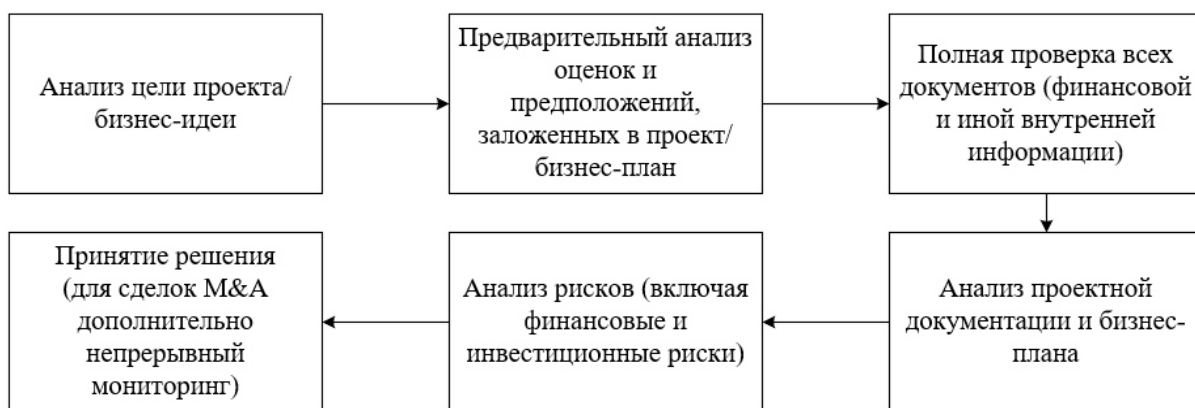 Анализ цели проекта/
бизнес-идеи
Предварительный анализ
оценок и
предположений,
заложенных в проект/
бизнес-план
Полная проверка всех
документов (финансовой
и иной внутренней
информации)
Анализ проектной
документации и бизнес-
плана
Анализ рисков (включая
финансовые и
инвестиционные риски)
Принятие решения
(для сделок M&A
дополнительно
непрерывный
мониторинг)